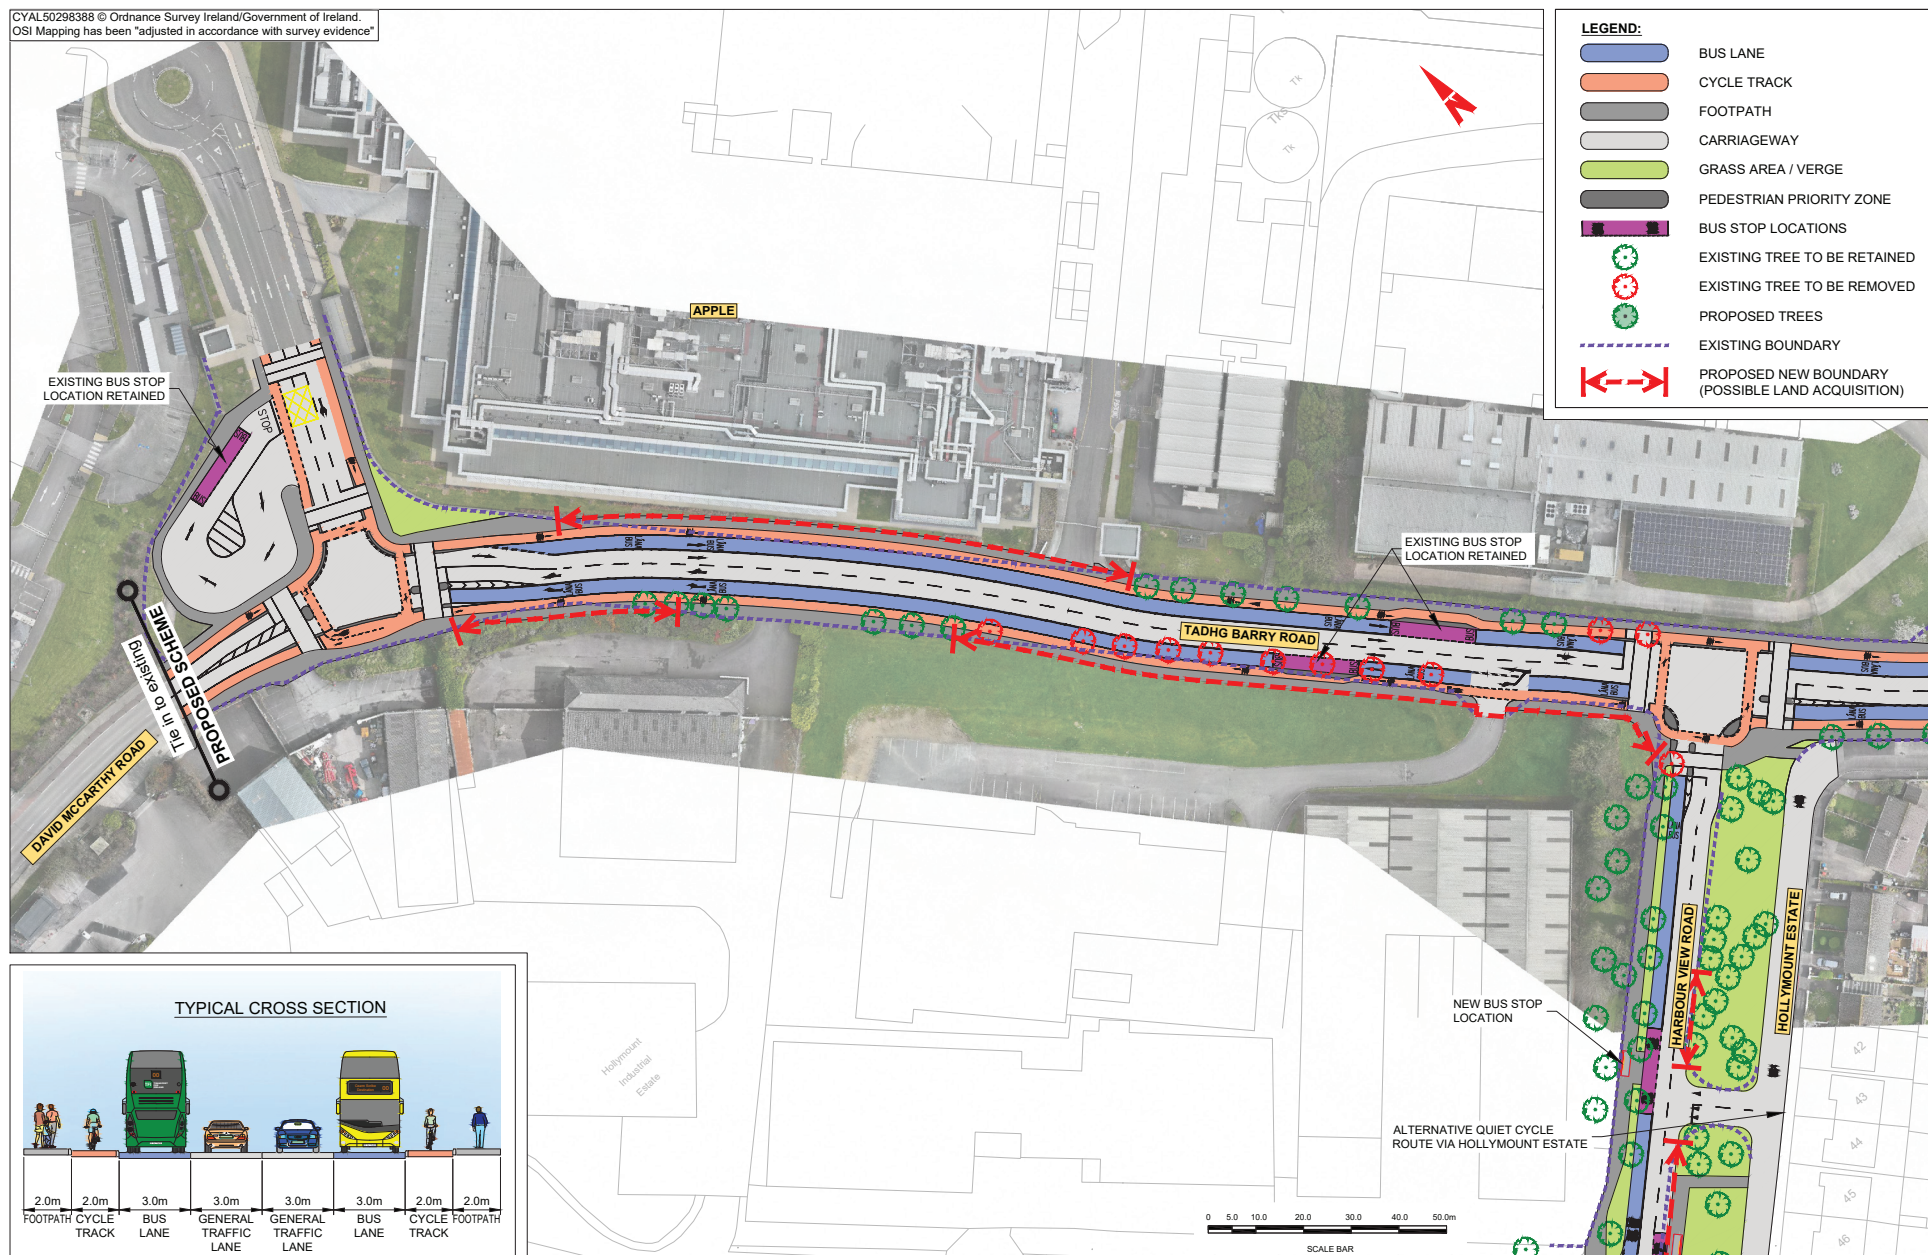 CYAL50298388 © Ordnance Survey Ireland/Government of Ireland.
OSI Mapping has been "adjusted in accordance with survey evidence"
LEGEND:
BUS LANE
CYCLE TRACK
FOOTPATH
CARRIAGEWAY
GRASS AREA / VERGE
PEDESTRIAN PRIORITY ZONE
BUS STOP LOCATIONS
EXISTING TREE TO BE RETAINED
EXISTING TREE TO BE REMOVED
PROPOSED TREES
EXISTING BOUNDARY
PROPOSED NEW BOUNDARY
(POSSIBLE LAND ACQUISITION)
Tk
Tks
Tk
APPLE
EXISTING BUS STOP
LOCATION RETAINED
STOP
BUS
BUS
EXISTING BUS STOP
LOCATION RETAINED
TADHG BARRY ROAD
LÁNA
BUS
PROPOSED SCHEME
Tie in to existing
DAVID MCCARTHY ROAD
HARBOUR VIEW ROAD
HOLLYMOUNT ESTATE
NEW BUS STOP
LOCATION
ALTERNATIVE QUIET CYCLE
ROUTE VIA HOLLYMOUNT ESTATE
42
43
44
45
46
Hollymount
Industrial
Estate
TYPICAL CROSS SECTION
2.0m 2.0m 3.0m 3.0m 3.0m 3.0m 2.0m 2.0m
FOOTPATH CYCLE TRACK BUS LANE GENERAL TRAFFIC LANE GENERAL TRAFFIC LANE BUS LANE CYCLE TRACK FOOTPATH
0 5.0 10.0 20.0 30.0 40.0 50.0m
SCALE BAR